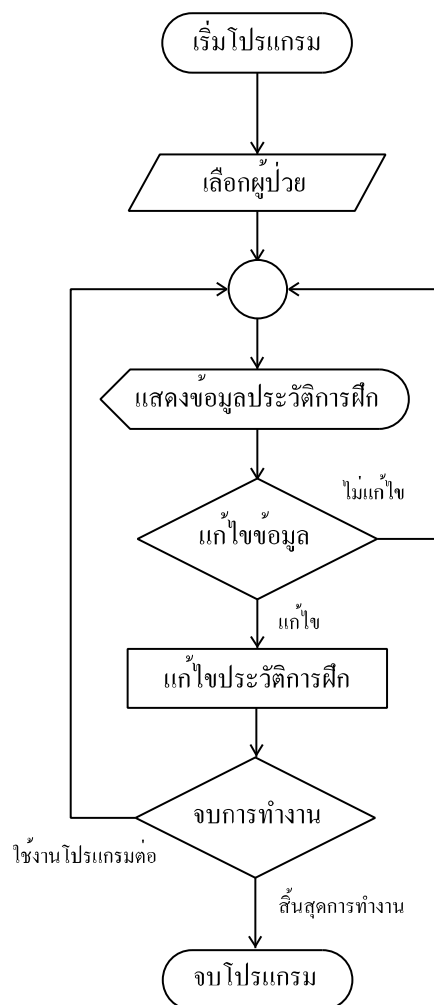 เริ่มโปรแกรม
เลือกผู้ป่วย
แสดงข้อมูลประวัติการฝึก
ไม่แก้ไข
แก้ไขข้อมูล
แก้ไข
แก้ไขประวัติการฝึก
จบการทำงาน
ใช้งานโปรแกรมต่อ
สิ้นสุดการทำงาน
จบโปรแกรม